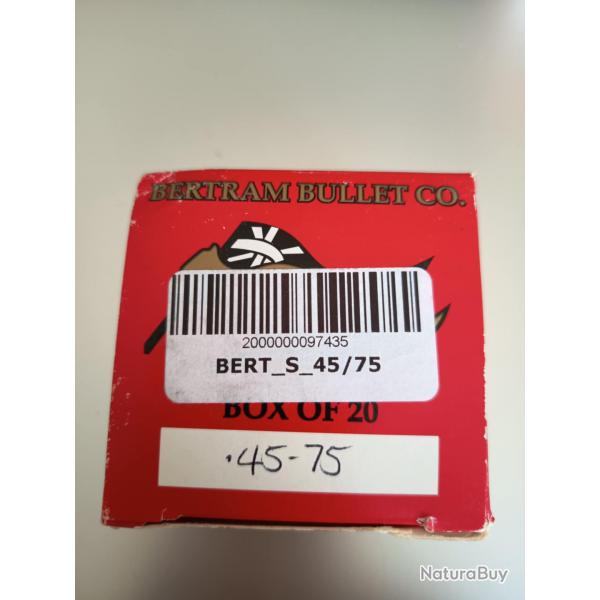 BERTRAM BULLET CO.
2000000097435
BERT_S_45/75
BOX OF 20
.45-75
NaturaBuy